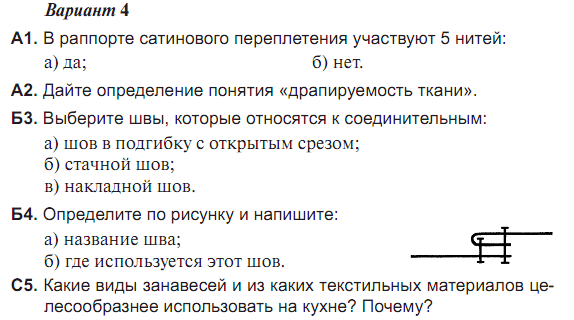 Вариант 4
А1. В раппорте сатинового переплетения участвуют 5 нитей:
а) да; б) нет.
А2. Дайте определение понятия «драпируемость ткани».
Б3. Выберите швы, которые относятся к соединительным:
а) шов в подгибку с открытым срезом;
б) стачной шов;
в) накладной шов.
Б4. Определите по рисунку и напишите:
а) название шва;
б) где используется этот шов.
С5. Какие виды занавесей и из каких текстильных материалов це-
лесообразнее использовать на кухне? Почему?